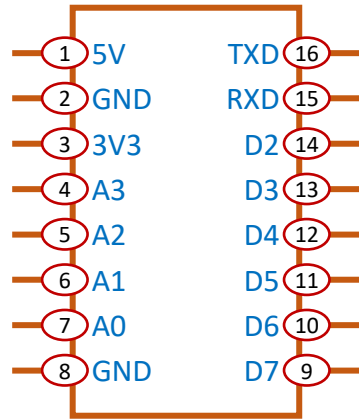 1 5V TXD 16
2 GND RXD 15
3 3V3 D2 14
4 A3 D3 13
5 A2 D4 12
6 A1 D5 11
7 A0 D6 10
8 GND D7 9